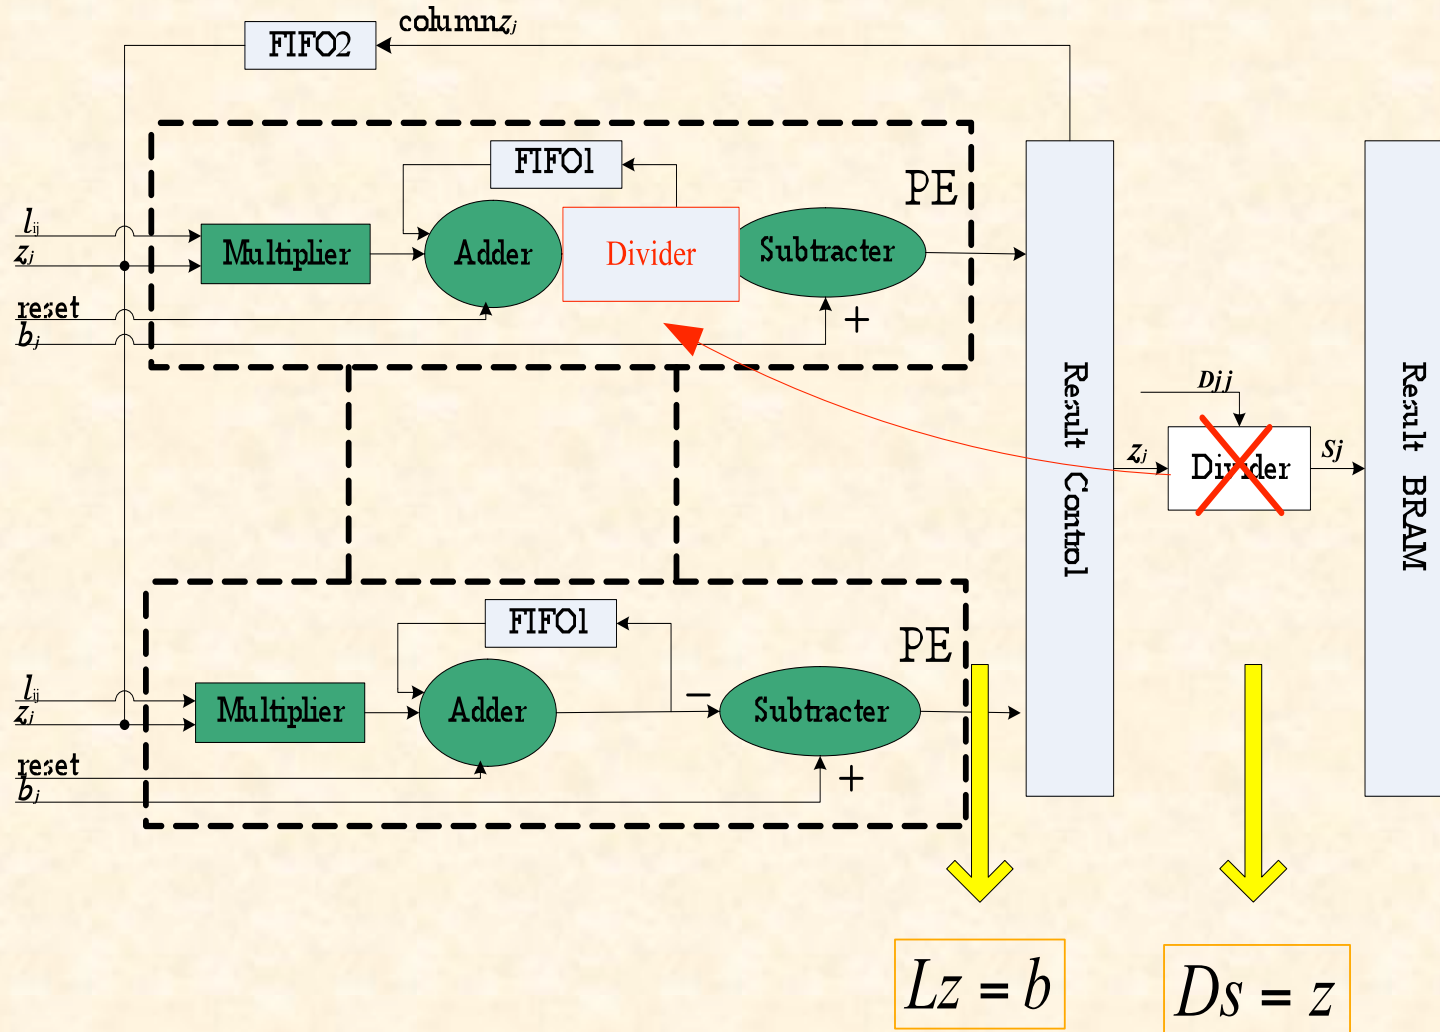 columnzj
FIFO2
FIFO1
PE
lij
zj
Multiplier
Adder
Divider
Subtracter
reset
bj
+
Result Control
Djj
zj
Divider
Sj
Result BRAM
FIFO1
PE
lij
zj
Multiplier
Adder
−
Subtracter
reset
bj
+
Lz = b
Ds = z